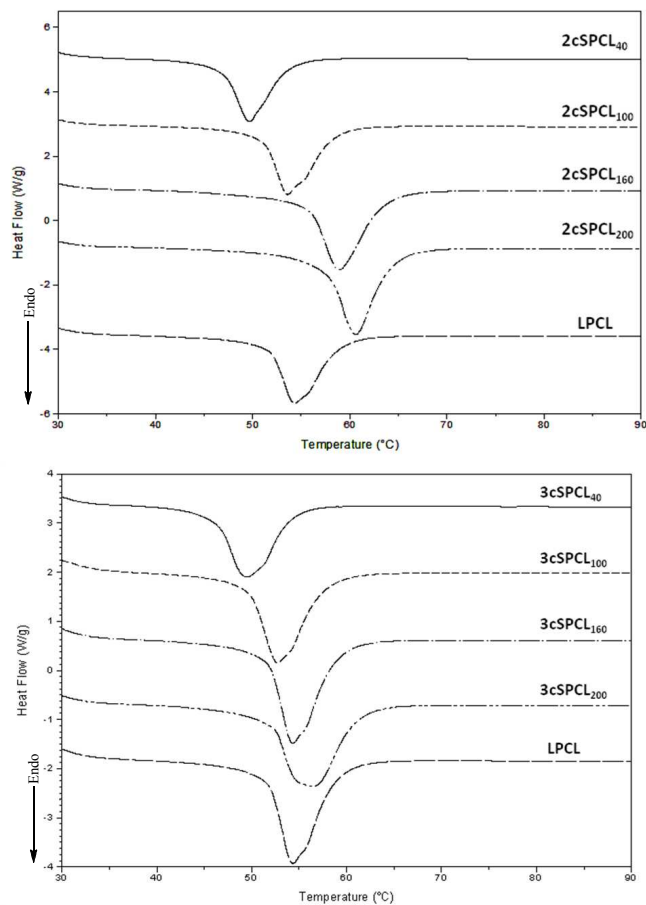 6
4
2
0
-2
-4
-6
Heat Flow (W/g)
Endo
2cSPCL40
2cSPCL100
2cSPCL160
2cSPCL200
LPCL
30 40 50 60 70 80 90
Temperature (°C)
4
3
2
1
0
-1
-2
-3
-4
Heat Flow (W/g)
Endo
3cSPCL40
3cSPCL100
3cSPCL160
3cSPCL200
LPCL
30 40 50 60 70 80 90
Temperature (°C)